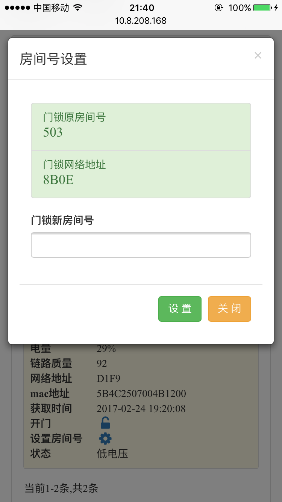 中国移动 21:40 100%
10.8.208.168
房间号设置 ×
门锁原房间号
503
门锁网络地址
8B0E
门锁新房间号
设 置 关 闭
电量 29%
链路质量 92
网络地址 D1F9
mac地址 5B4C2507004B1200
获取时间 2017-02-24 19:20:08
开门
设置房间号
状态 低电压
当前1-2条,共2条